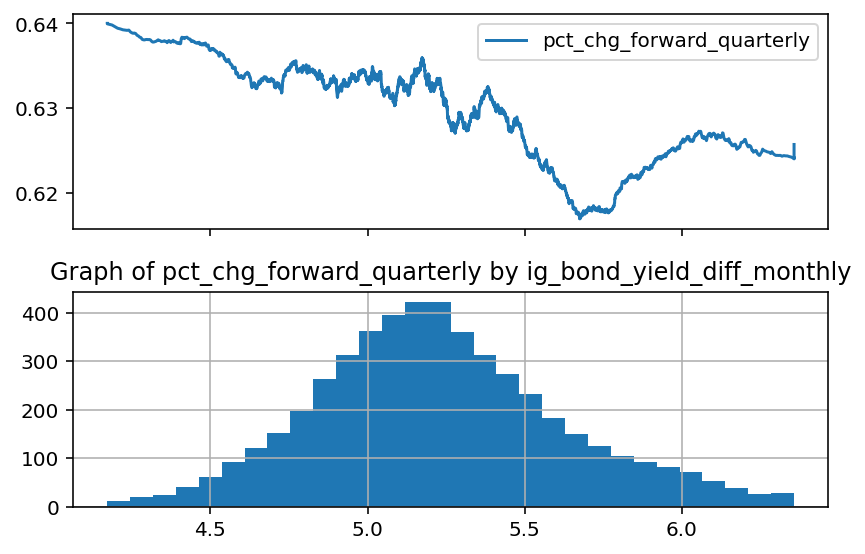 0.64
pct_chg_forward_quarterly
0.63
0.62
Graph of pct_chg_forward_quarterly by ig_bond_yield_diff_monthly
400
300
200
100
0
4.5 5.0 5.5 6.0